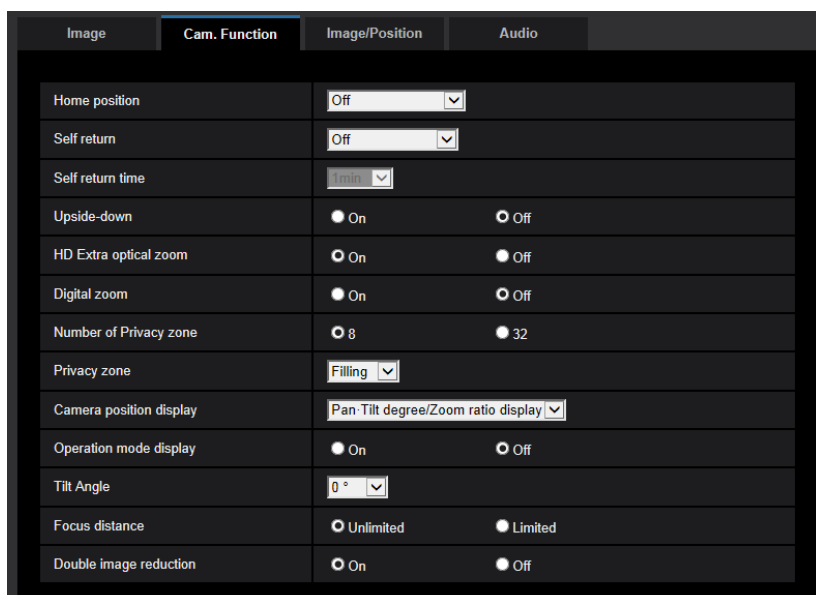 Image Cam. Function Image/Position Audio
Home position Off
Self return Off
Self return time 1min
Upside-down On Off
HD Extra optical zoom On Off
Digital zoom On Off
Number of Privacy zone 8 32
Privacy zone Filling
Camera position display Pan·Tilt degree/Zoom ratio display
Operation mode display On Off
Tilt Angle 0 °
Focus distance Unlimited Limited
Double image reduction On Off